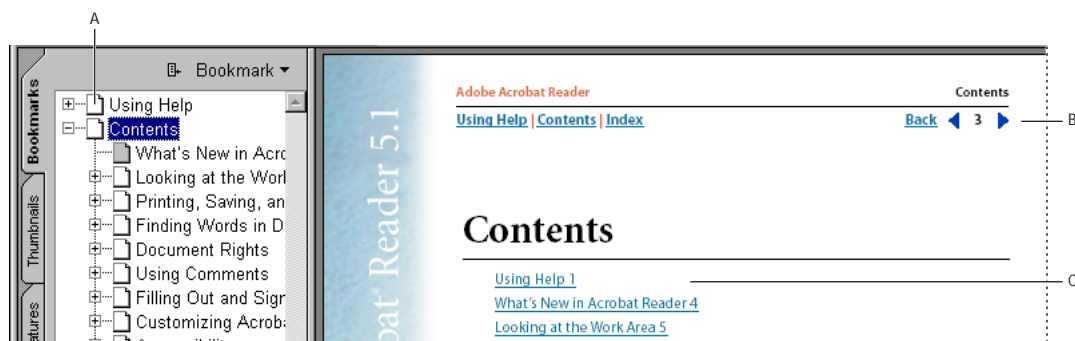 A
Bookmarks
Thumbnails
Bookmark
Using Help
Contents
What's New in Acro
Looking at the Worl
Printing, Saving, an
Finding Words in D
Document Rights
Using Comments
Filling Out and Sign
Customizing Acroba
Reader 5.1
Adobe Acrobat Reader
Contents
Using Help | Contents | Index
Back 3
B
Contents
Using Help 1
C
What's New in Acrobat Reader 4
Looking at the Work Area 5